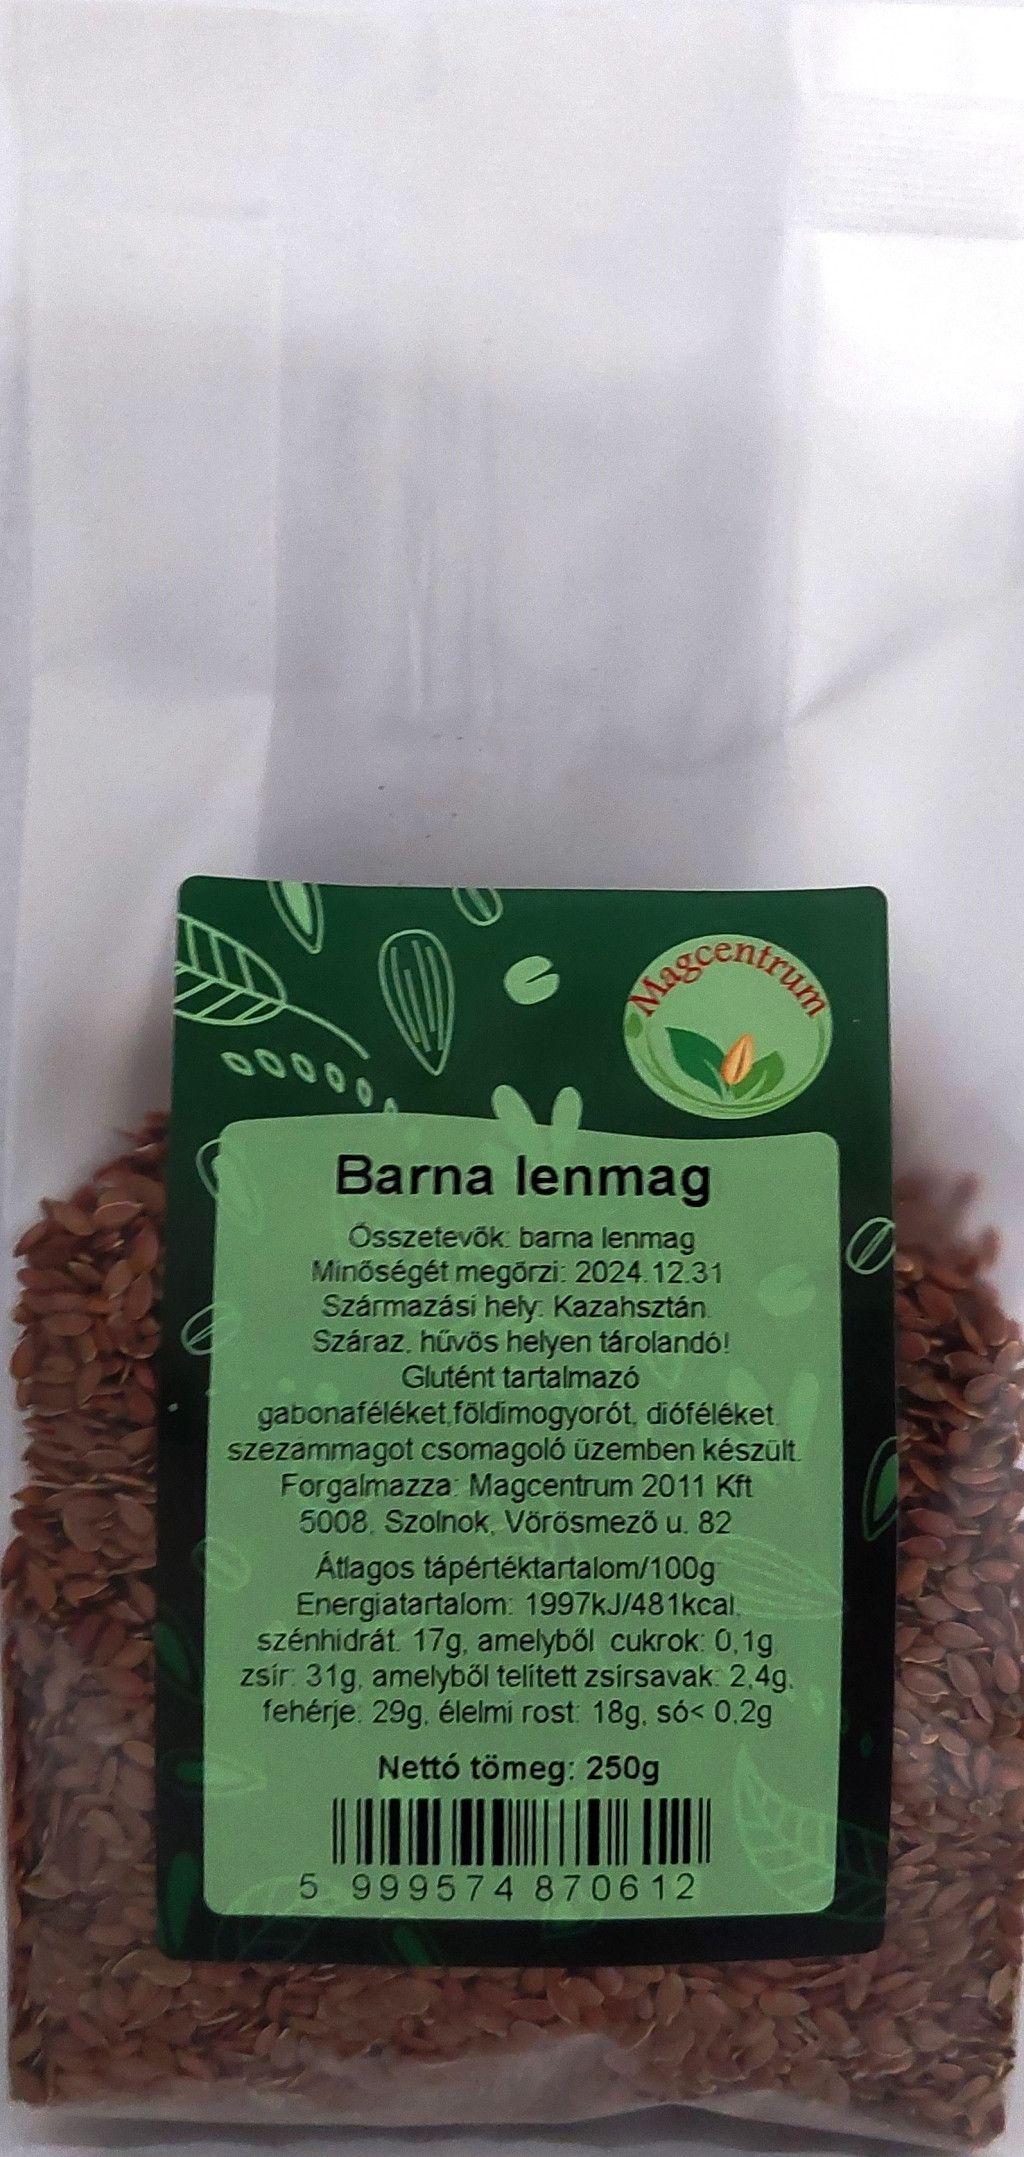 Magcentrum
Barna lenmag
Összetevők: barna lenmag
Minőségét megőrzi: 2024.12.31
Származási hely: Kazahsztán.
Száraz, hűvös helyen tárolandó!
Glutént tartalmazó
gabonaféléket,földimogyorót, dióféléket,
szezámmagot csomagoló üzemben készült.
Forgalmazza: Magcentrum 2011 Kft
5008, Szolnok, Vörösmező u. 82
Átlagos tápértéktartalom/100g
Energiatartalom: 1997kJ/481kcal,
szénhidrát: 17g, amelyből cukrok: 0,1g
zsír: 31g, amelyből telített zsírsavak: 2,4g,
fehérje: 29g, élelmi rost: 18g, só< 0,2g
Nettó tömeg: 250g
5 999574 870612